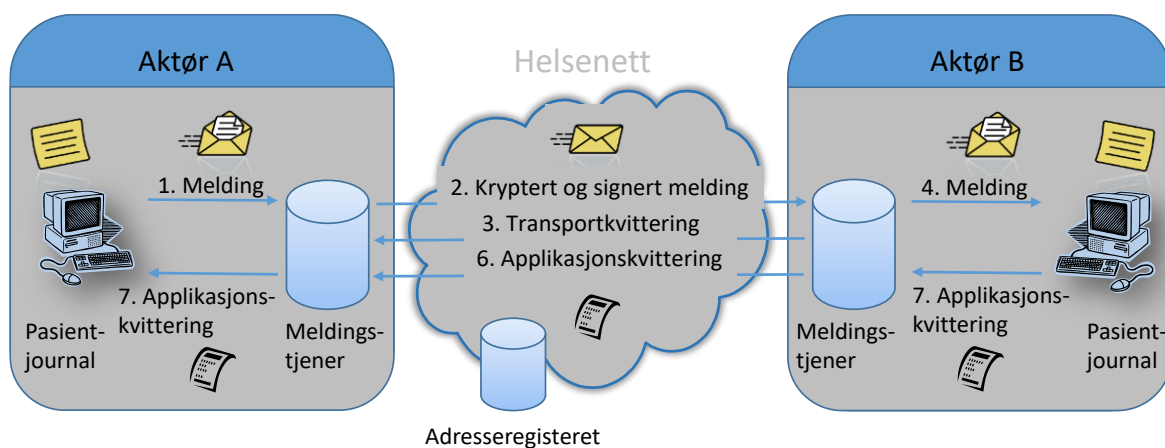 Aktør A
Helsenett
Aktør B
1. Melding
2. Kryptert og signert melding
3. Transportkvittering
6. Applikasjonskvittering
4. Melding
7. Applikasjons-
kvittering
Pasient-
journal
Meldings-
tjener
7. Applikasjons-
kvittering
Meldings-
tjener
Pasient-
journal
Adresseregisteret